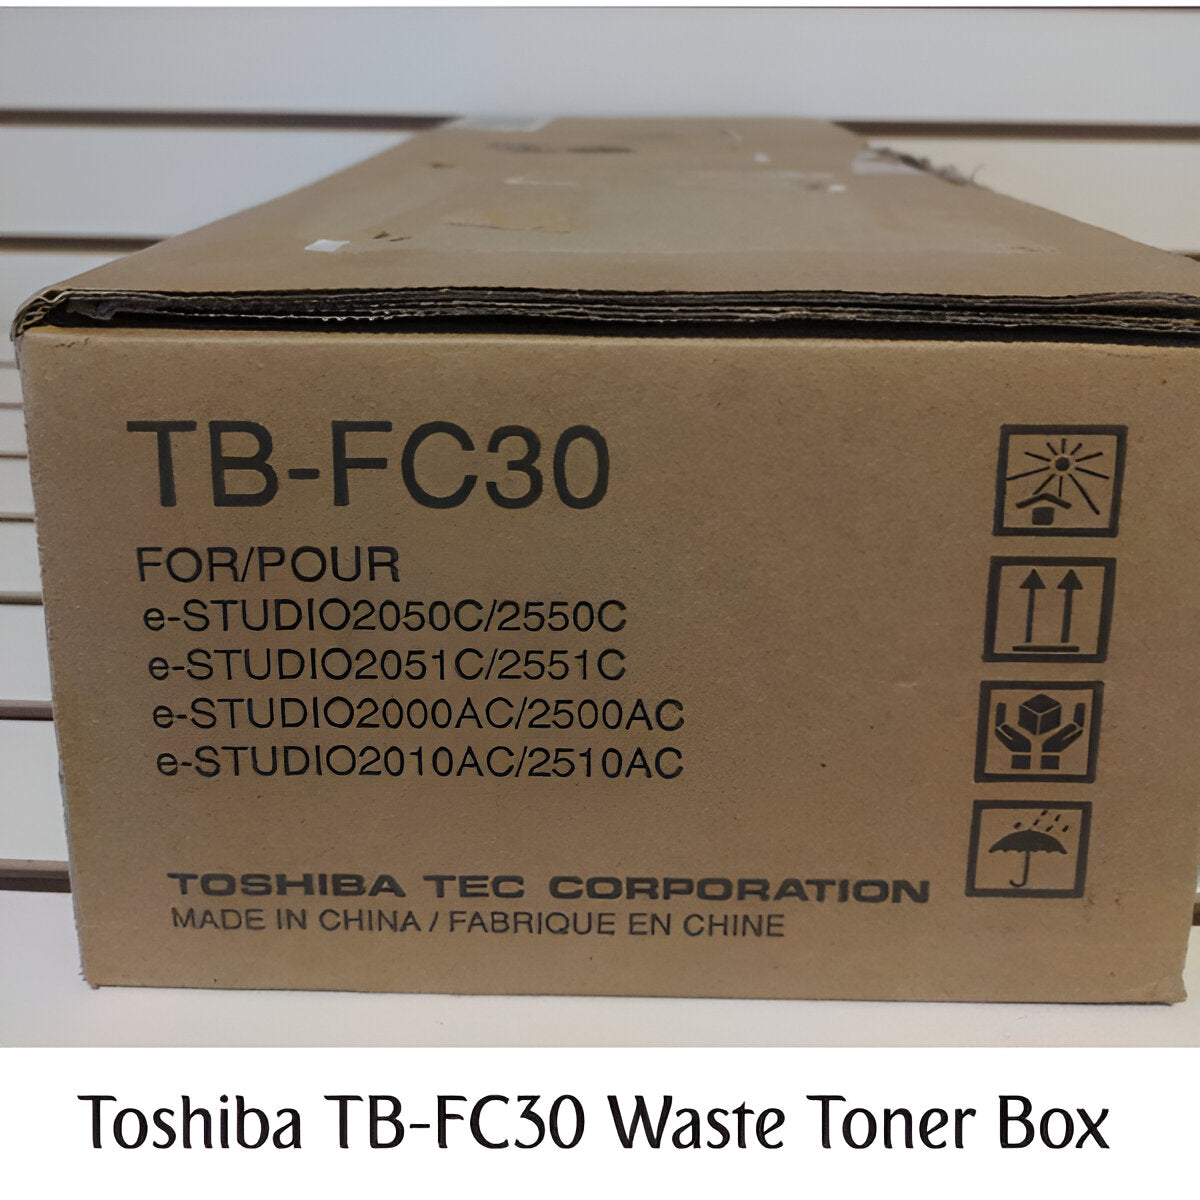 TB-FC30
FOR/POUR
e-STUDIO2050C/2550C
e-STUDIO2051C/2551C
e-STUDIO2000AC/2500AC
e-STUDIO2010AC/2510AC
TOSHIBA TEC CORPORATION
MADE IN CHINA / FABRIQUE EN CHINE
Toshiba TB-FC30 Waste Toner Box